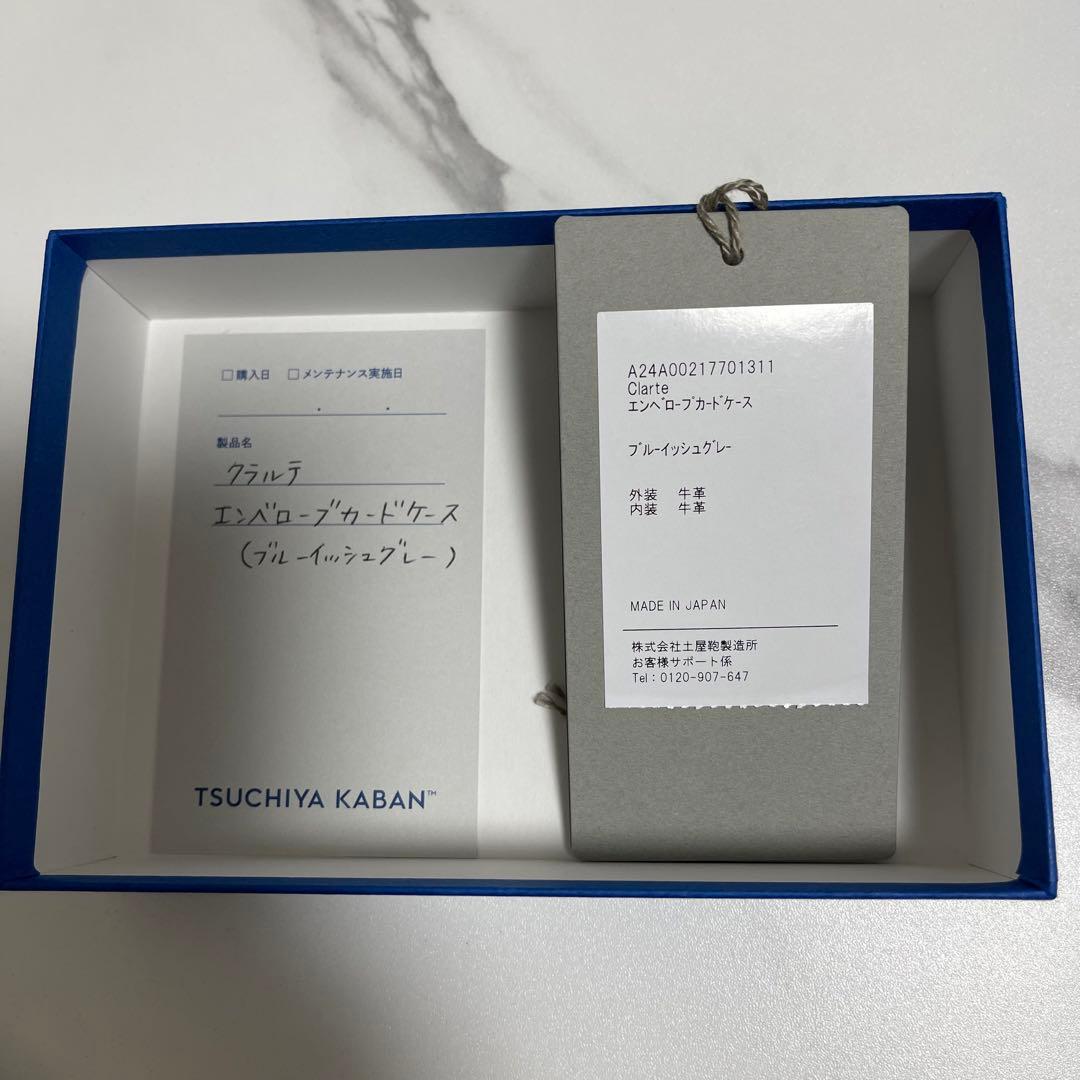 □購入日 □メンテナンス実施日
. .
製品名
クラルテ
エンベロープカードケース
(ブルーイッシュグレー)
TSUCHIYA KABAN™
A24A00217701311
Clarte
エンベロープカードケース
ブルーイッシュグレー
外装 牛革
内装 牛革
MADE IN JAPAN
株式会社土屋鞄製造所
お客様サポート係
Tel:0120-907-647